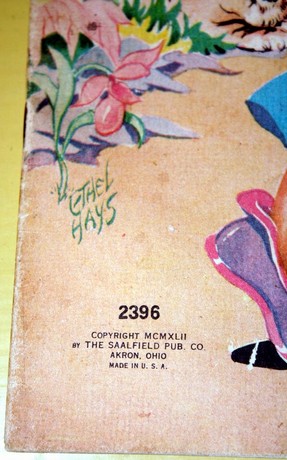 ETHEL
HAYS
2396
COPYRIGHT MCMXLII
BY THE SAALFIELD PUB. CO.
AKRON, OHIO
MADE IN U. S. A.